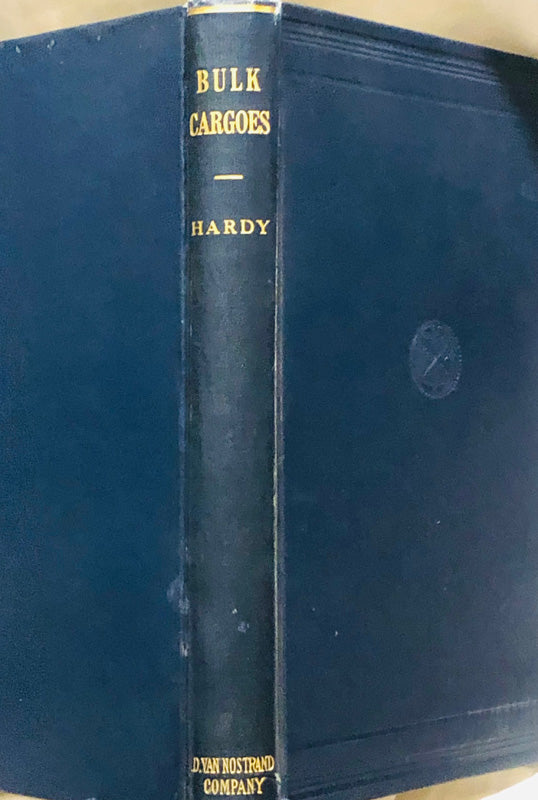 BULK
CARGOES
HARDY
D. VAN NOSTRAND
COMPANY